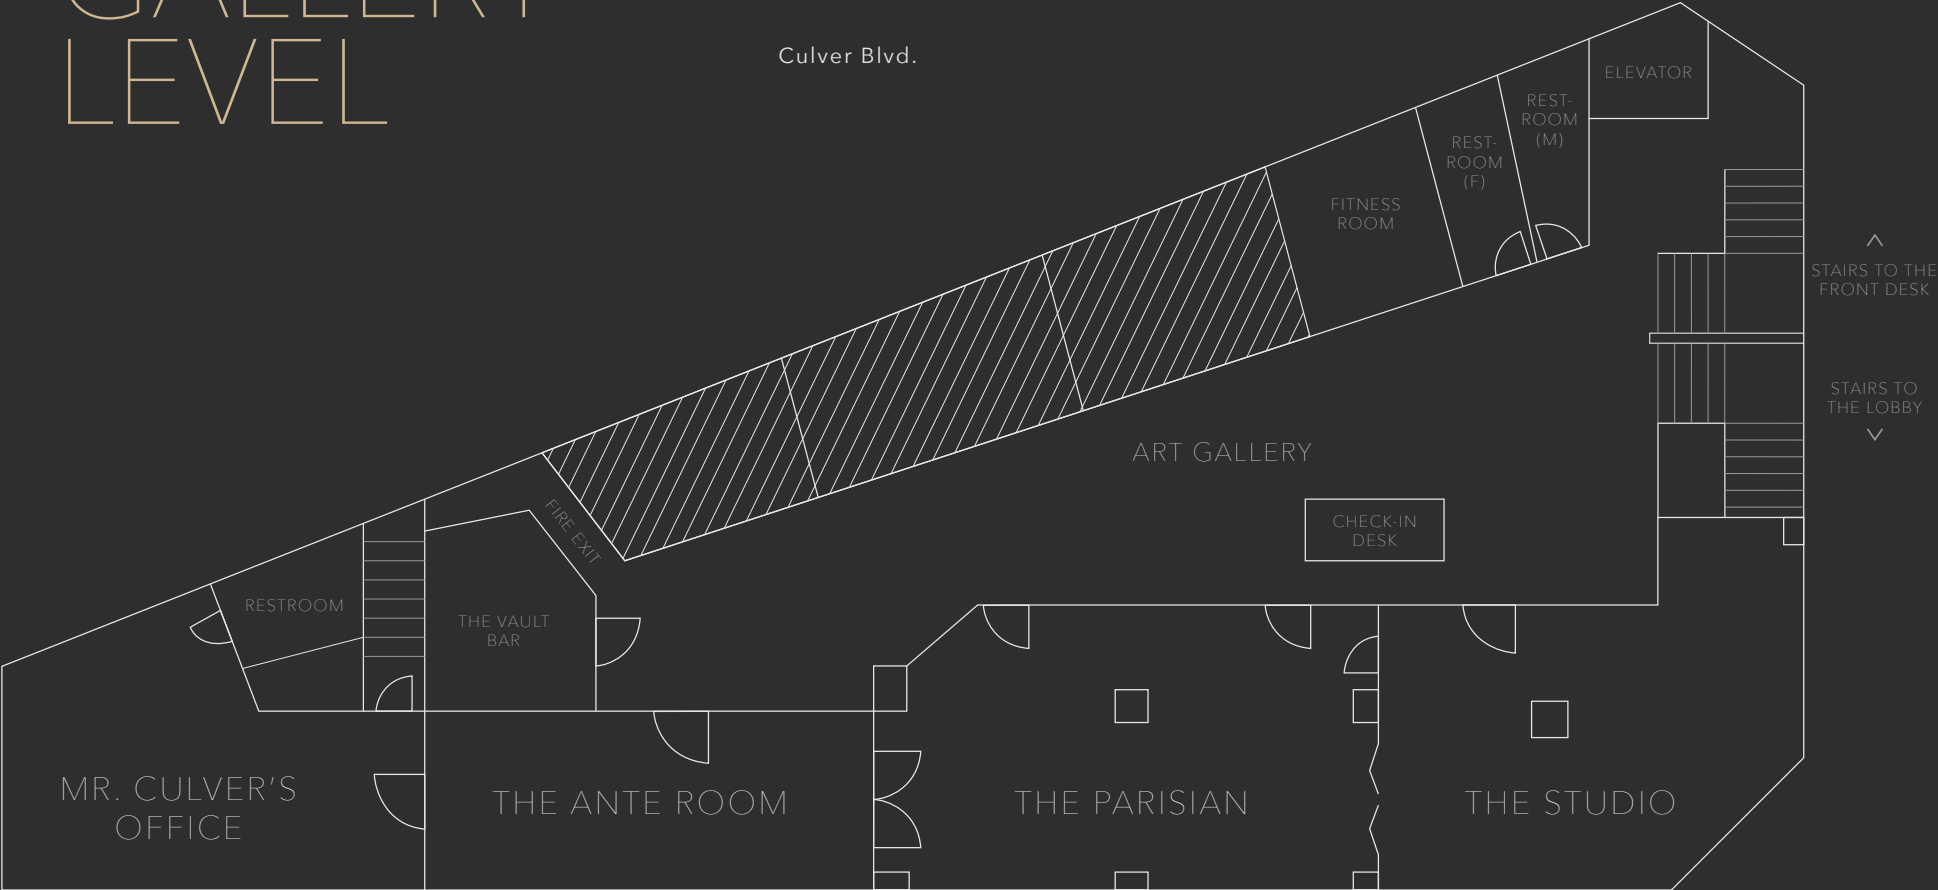 GALLERY
LEVEL
Culver Blvd.
ELEVATOR
REST-
ROOM
(M)
REST-
ROOM
(F)
FITNESS
ROOM
STAIRS TO THE
FRONT DESK
STAIRS TO
THE LOBBY
ART GALLERY
CHECK-IN
DESK
FIRE EXIT
RESTROOM
THE VAULT
BAR
MR. CULVER'S
OFFICE
THE ANTE ROOM
THE PARISIAN
THE STUDIO